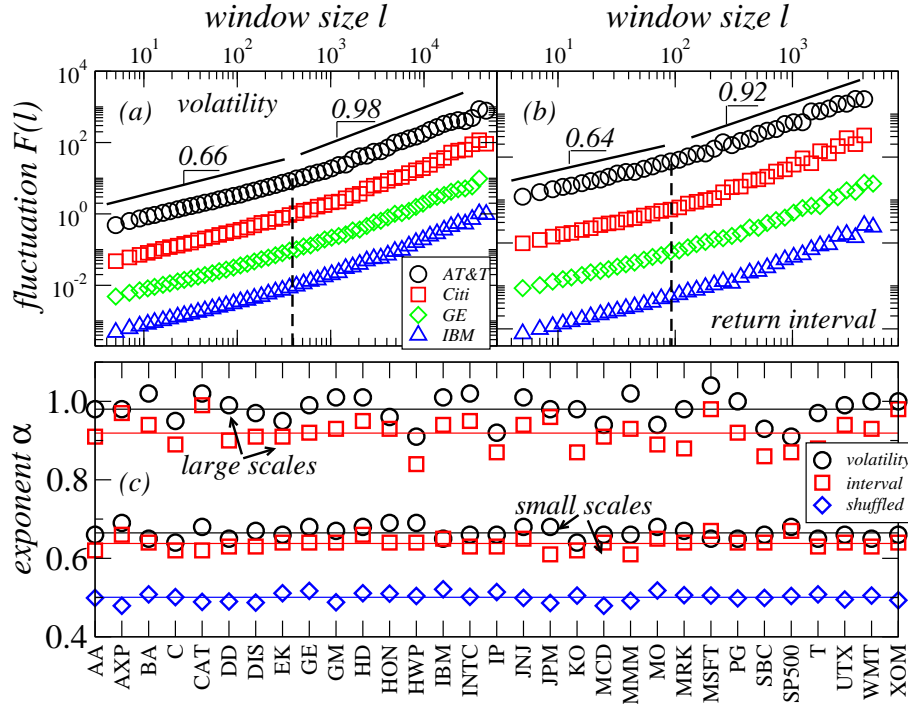 window size l
window size l
10^1 10^2 10^3 10^4
10^1 10^2 10^3
fluctuation F(l)
10^4
10^2
10^0
10^-2
(a) volatility
0.66
0.98
AT&T
Citi
GE
IBM
(b)
0.64
0.92
return interval
exponent α
1.0
0.8
0.6
0.4
large scales
(c)
small scales
volatility
interval
shuffled
AA
AXP
BA
C
CAT
DD
DIS
EK
GE
GM
HD
HON
HWP
IBM
INTC
IP
JNJ
JPM
KO
MCD
MMM
MO
MRK
MSFT
PG
SBC
SP500
T
UTX
WMT
XOM